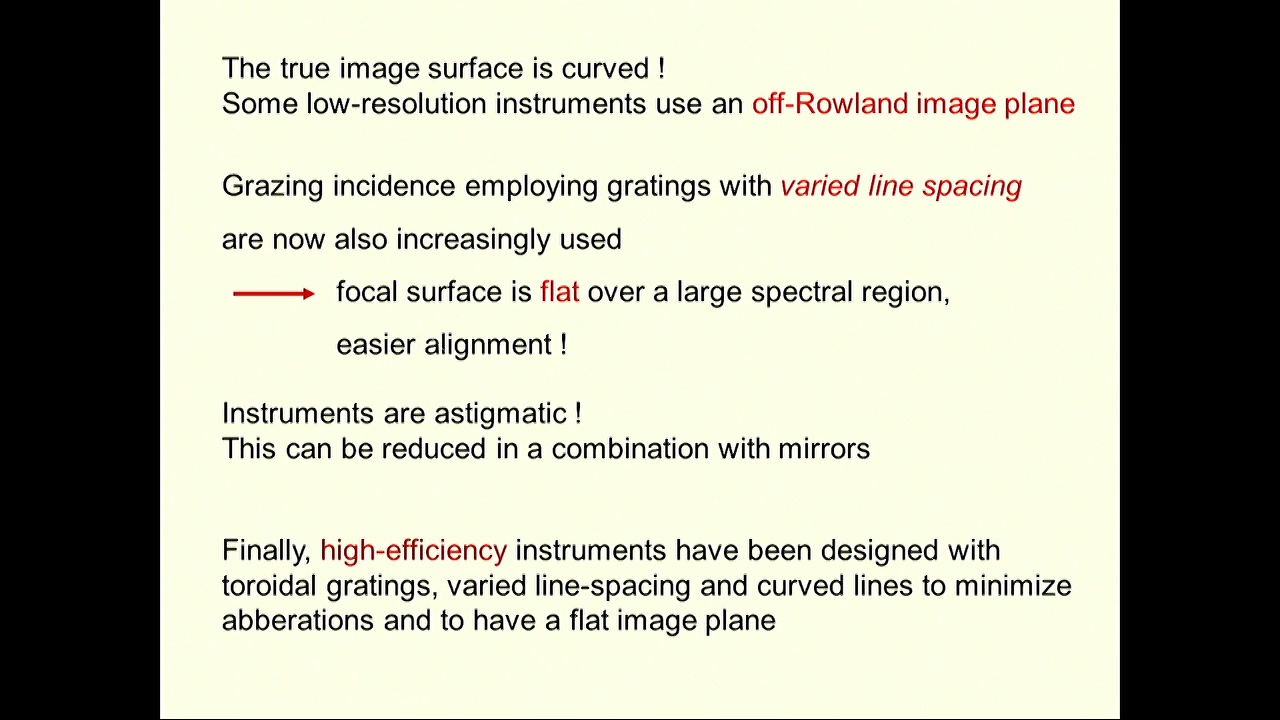 The true image surface is curved !
Some low-resolution instruments use an off-Rowland image plane
Grazing incidence employing gratings with varied line spacing
are now also increasingly used
focal surface is flat over a large spectral region,
easier alignment !
Instruments are astigmatic !
This can be reduced in a combination with mirrors
Finally, high-efficiency instruments have been designed with
toroidal gratings, varied line-spacing and curved lines to minimize
abberations and to have a flat image plane